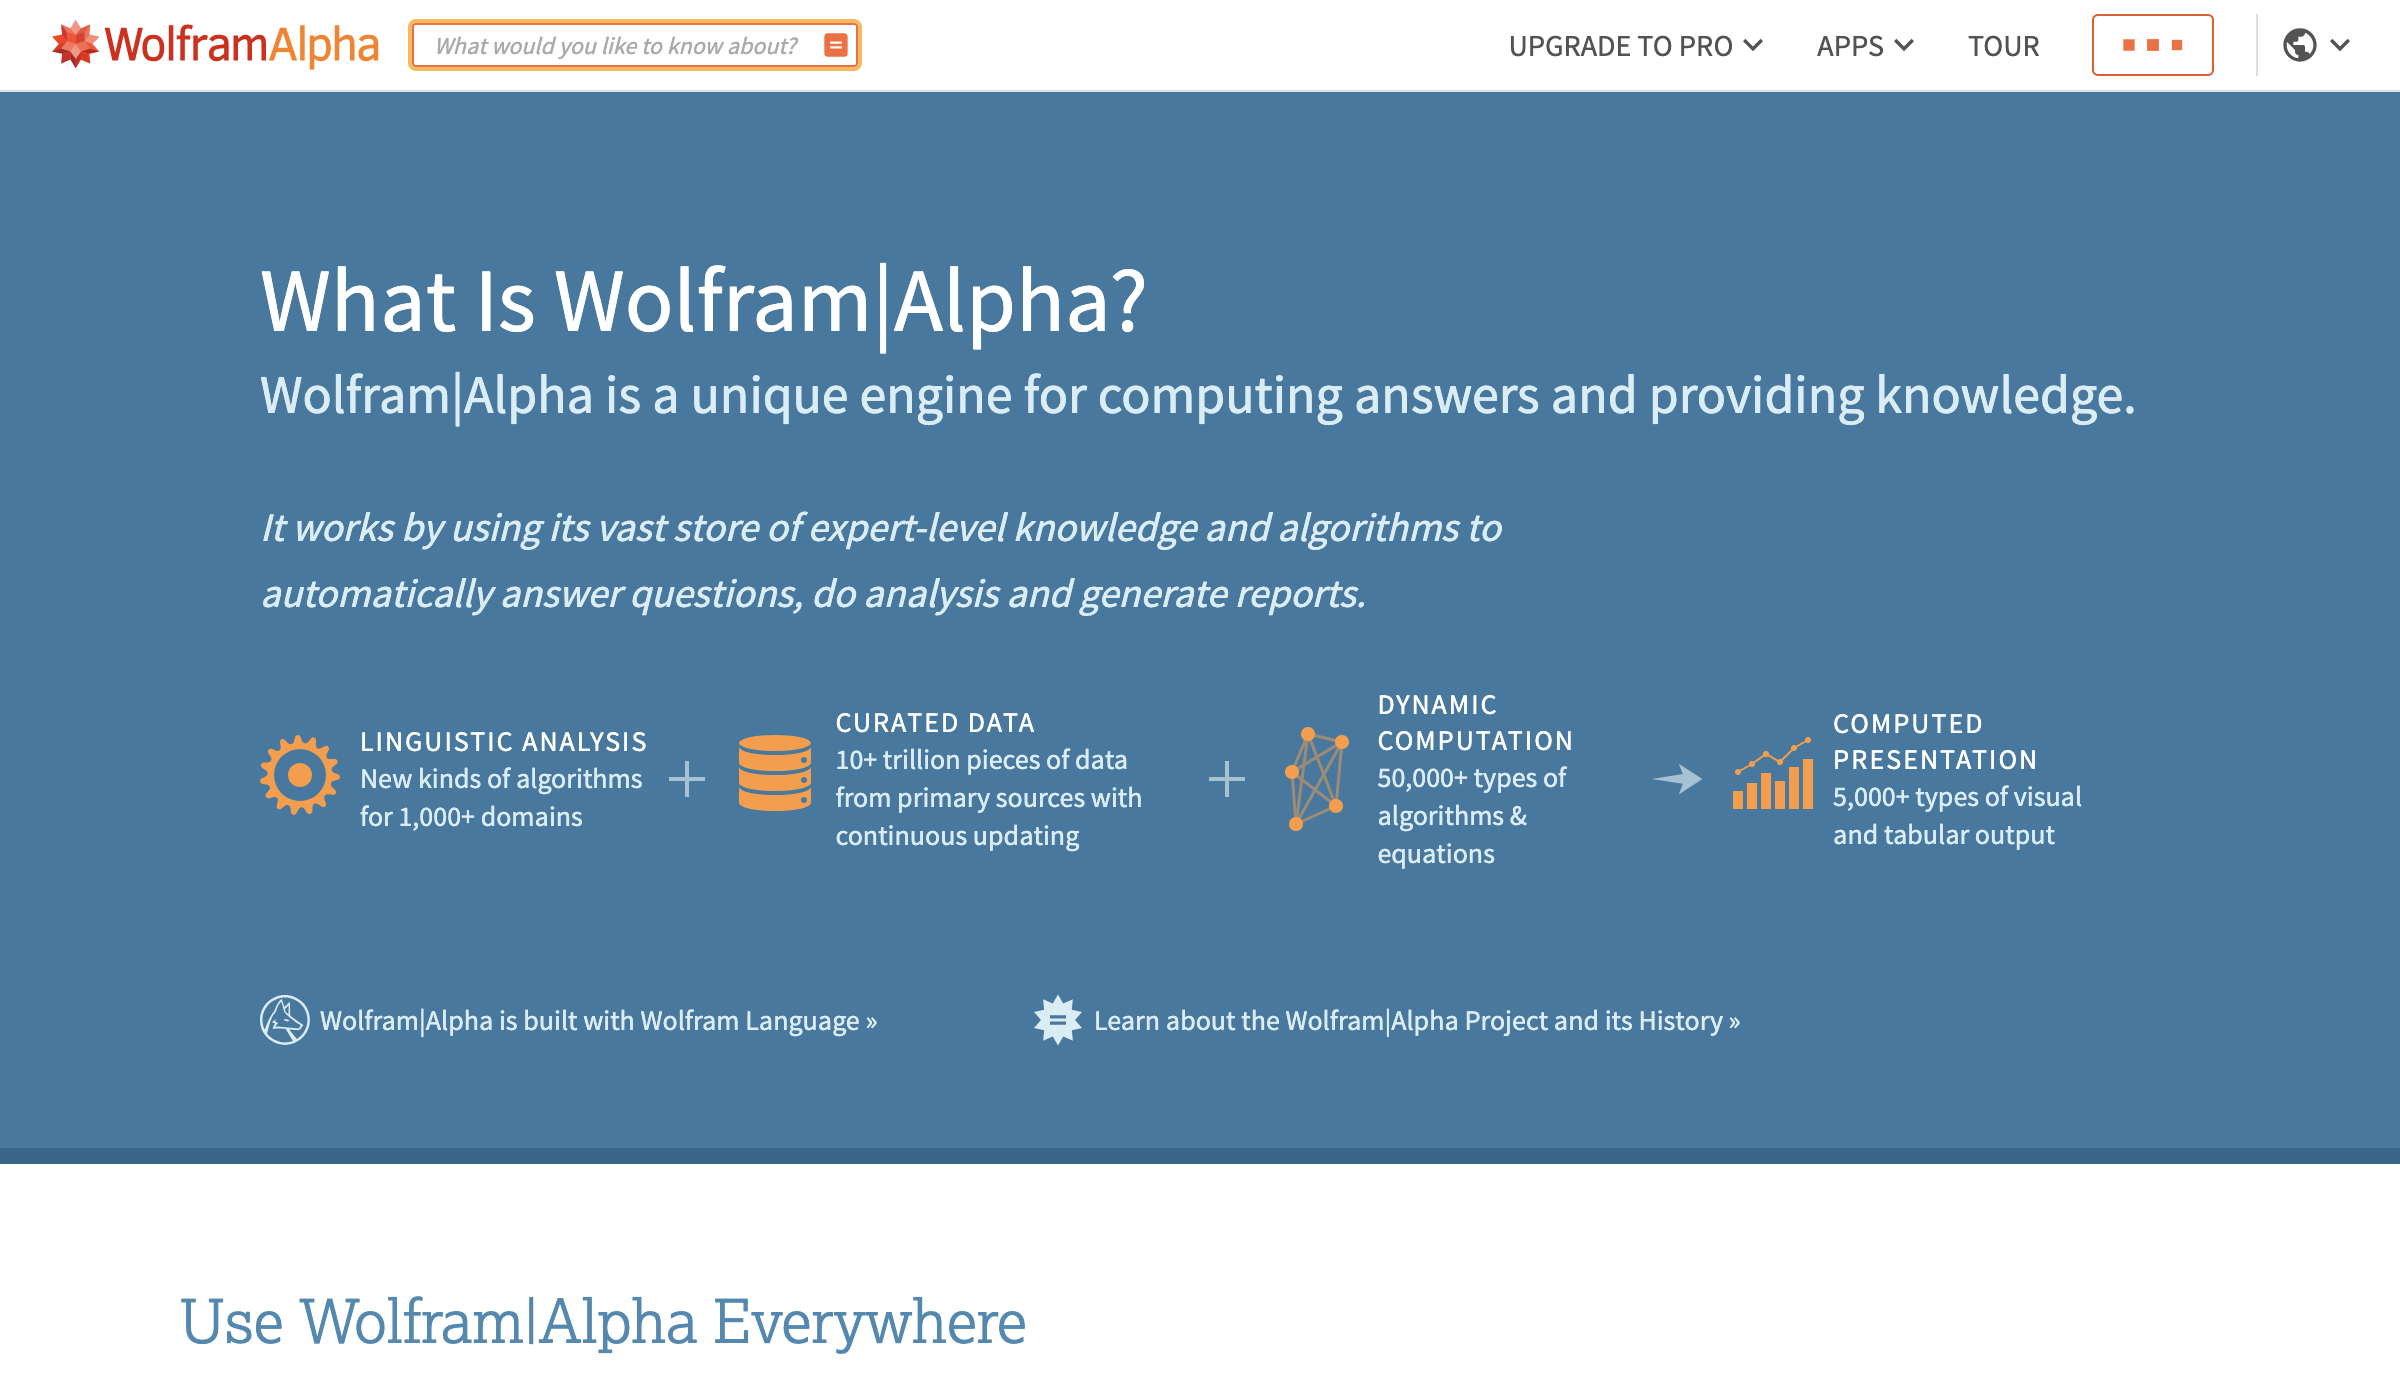 WolframAlpha
What would you like to know about?
UPGRADE TO PRO
APPS
TOUR
What Is Wolfram|Alpha?
Wolfram|Alpha is a unique engine for computing answers and providing knowledge.
It works by using its vast store of expert-level knowledge and algorithms to
automatically answer questions, do analysis and generate reports.
LINGUISTIC ANALYSIS
New kinds of algorithms
for 1,000+ domains
CURATED DATA
10+ trillion pieces of data
from primary sources with
continuous updating
DYNAMIC
COMPUTATION
50,000+ types of
algorithms &
equations
COMPUTED
PRESENTATION
5,000+ types of visual
and tabular output
Wolfram|Alpha is built with Wolfram Language »
Learn about the Wolfram|Alpha Project and its History »
Use Wolfram|Alpha Everywhere